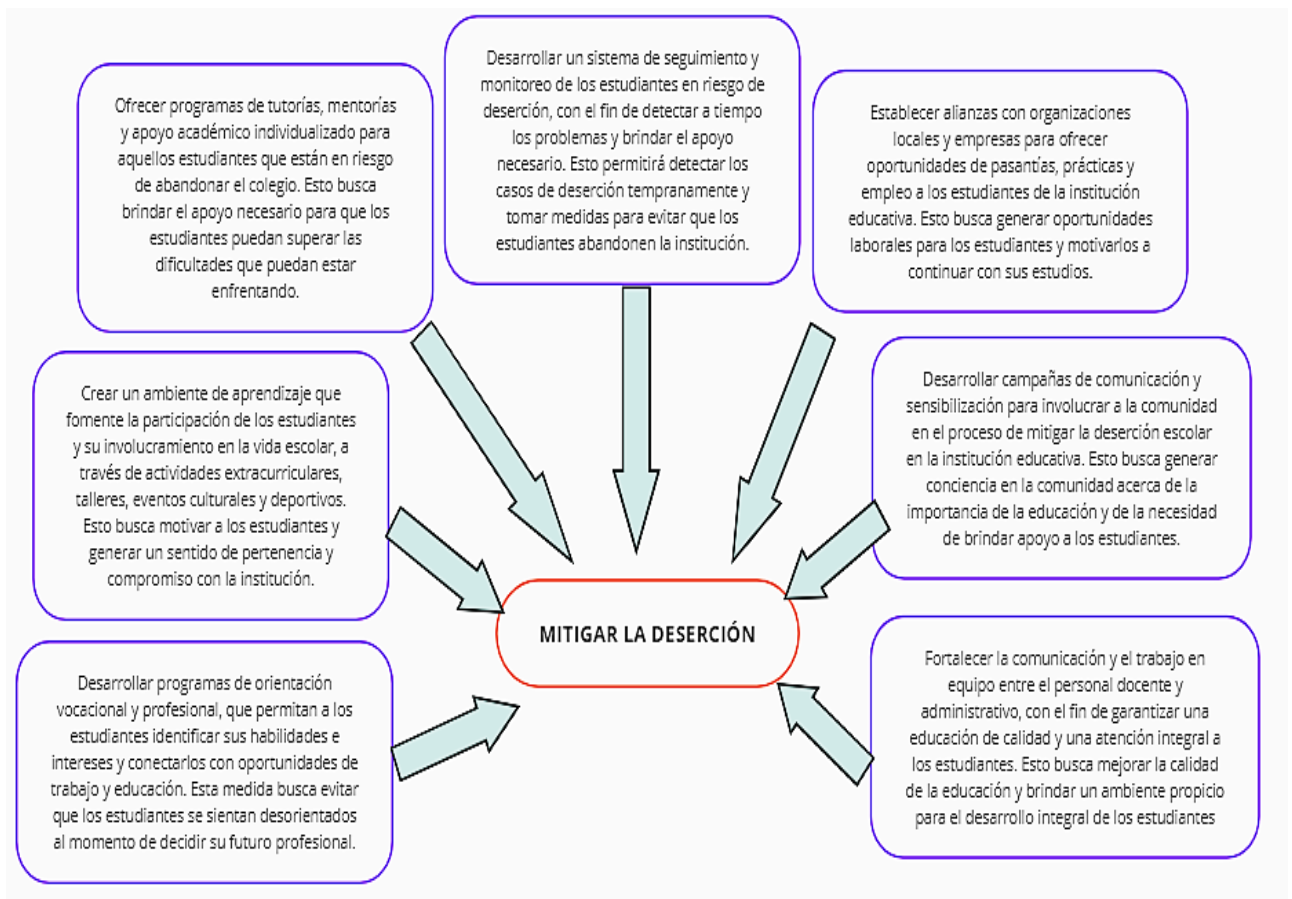 Desarrollar un sistema de seguimiento y
monitoreo de los estudiantes en riesgo de
deserción, con el fin de detectar a tiempo
los problemas y brindar el apoyo
necesario. Esto permitirá detectar los
casos de deserción tempranamente y
tomar medidas para evitar que los
estudiantes abandonen la institución.
Ofrecer programas de tutorías, mentorías
y apoyo académico individualizado para
aquellos estudiantes que están en riesgo
de abandonar el colegio. Esto busca
brindar el apoyo necesario para que los
estudiantes puedan superar las
dificultades que puedan estar
enfrentando.
Establecer alianzas con organizaciones
locales y empresas para ofrecer
oportunidades de pasantías, prácticas y
empleo a los estudiantes de la institución
educativa. Esto busca generar oportunidades
laborales para los estudiantes y motivarlos a
continuar con sus estudios.
Crear un ambiente de aprendizaje que
fomente la participación de los estudiantes
y su involucramiento en la vida escolar, a
través de actividades extracurriculares,
talleres, eventos culturales y deportivos.
Esto busca motivar a los estudiantes y
generar un sentido de pertenencia y
compromiso con la institución.
Desarrollar campañas de comunicación y
sensibilización para involucrar a la comunidad
en el proceso de mitigar la deserción escolar
en la institución educativa. Esto busca generar
conciencia en la comunidad acerca de la
importancia de la educación y de la necesidad
de brindar apoyo a los estudiantes.
MITIGAR LA DESERCIÓN
Desarrollar programas de orientación
vocacional y profesional, que permitan a los
estudiantes identificar sus habilidades e
intereses y conectarlos con oportunidades de
trabajo y educación. Esta medida busca evitar
que los estudiantes se sientan desorientados
al momento de decidir su futuro profesional.
Fortalecer la comunicación y el trabajo en
equipo entre el personal docente y
administrativo, con el fin de garantizar una
educación de calidad y una atención integral a
los estudiantes. Esto busca mejorar la calidad
de la educación y brindar un ambiente propicio
para el desarrollo integral de los estudiantes